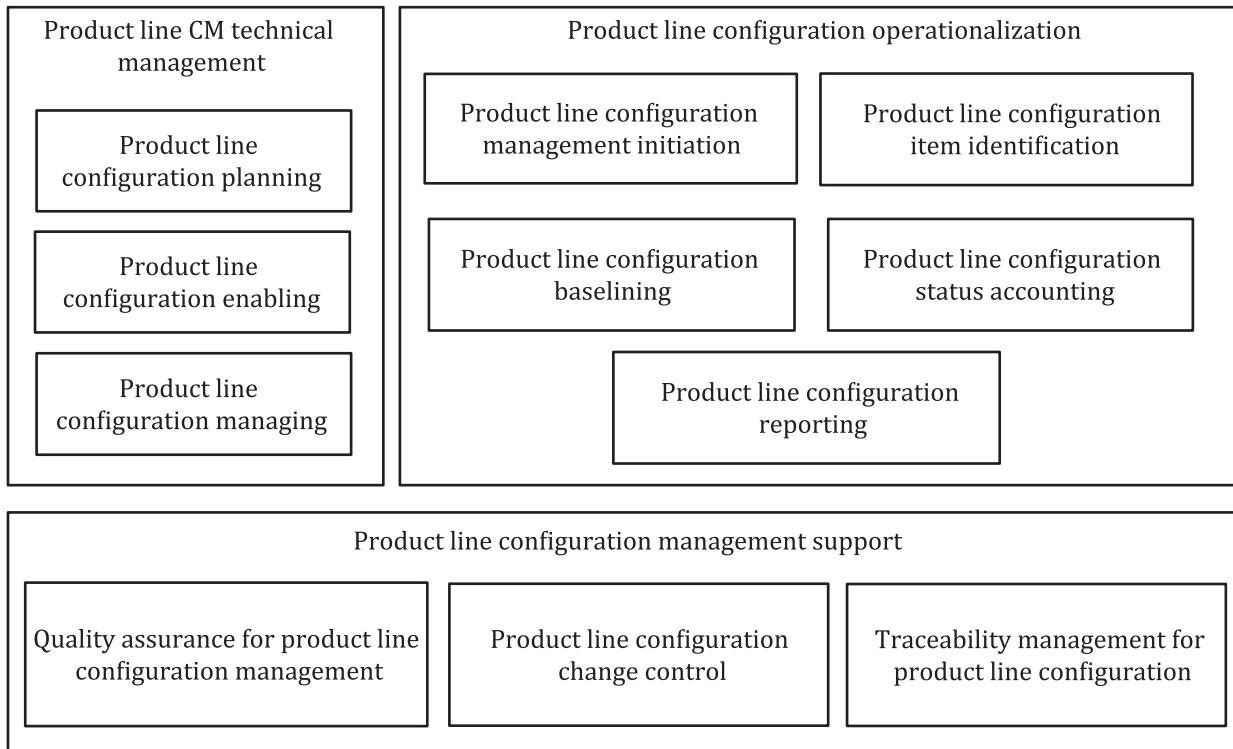 Product line CM technical
management
Product line
configuration planning
Product line
configuration enabling
Product line
configuration managing
Product line configuration operationalization
Product line configuration
management initiation
Product line configuration
item identification
Product line configuration
baselining
Product line configuration
status accounting
Product line configuration
reporting
Product line configuration management support
Quality assurance for product line
configuration management
Product line configuration
change control
Traceability management for
product line configuration